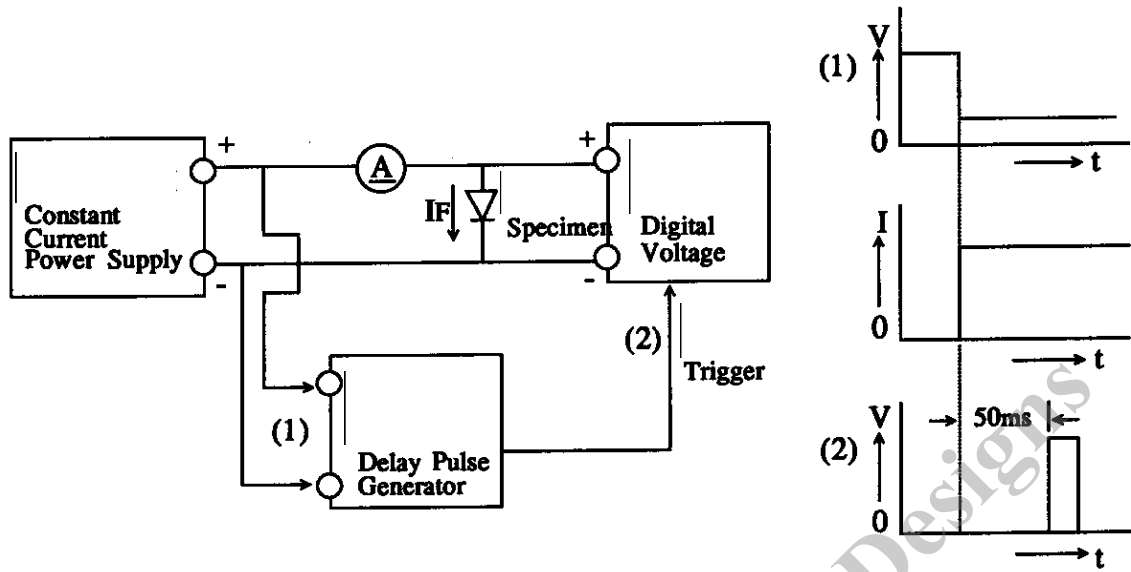 +
-
Constant
Current
Power Supply
A
IF
Specimen
+
-
Digital
Voltage
(1)
Delay Pulse
Generator
(2)
Trigger
(1)
V
0
t
I
0
t
(2)
V
50ms
0
t
Designs